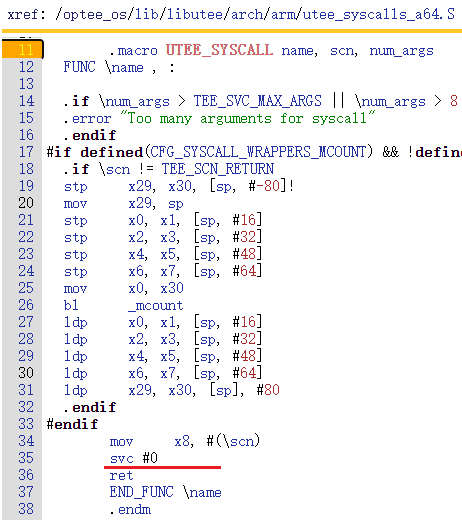 xref: /optee_os/lib/libutee/arch/arm/utee_syscalls_a64.S
11 .macro UTEE_SYSCALL name, scn, num_args
12 FUNC \name , :
13
14 .if \num_args > TEE_SVC_MAX_ARGS || \num_args > 8
15 .error "Too many arguments for syscall"
16 .endif
17 #if defined(CFG_SYSCALL_WRAPPERS_MCOUNT) && !define
18 .if \scn != TEE_SCN_RETURN
19 stp x29, x30, [sp, #-80]!
20 mov x29, sp
21 stp x0, x1, [sp, #16]
22 stp x2, x3, [sp, #32]
23 stp x4, x5, [sp, #48]
24 stp x6, x7, [sp, #64]
25 mov x0, x30
26 bl _mcount
27 ldp x0, x1, [sp, #16]
28 ldp x2, x3, [sp, #32]
29 ldp x4, x5, [sp, #48]
30 ldp x6, x7, [sp, #64]
31 ldp x29, x30, [sp], #80
32 .endif
33 #endif
34 mov x8, #(\scn)
35 svc #0
36 ret
37 END_FUNC \name
38 .endm